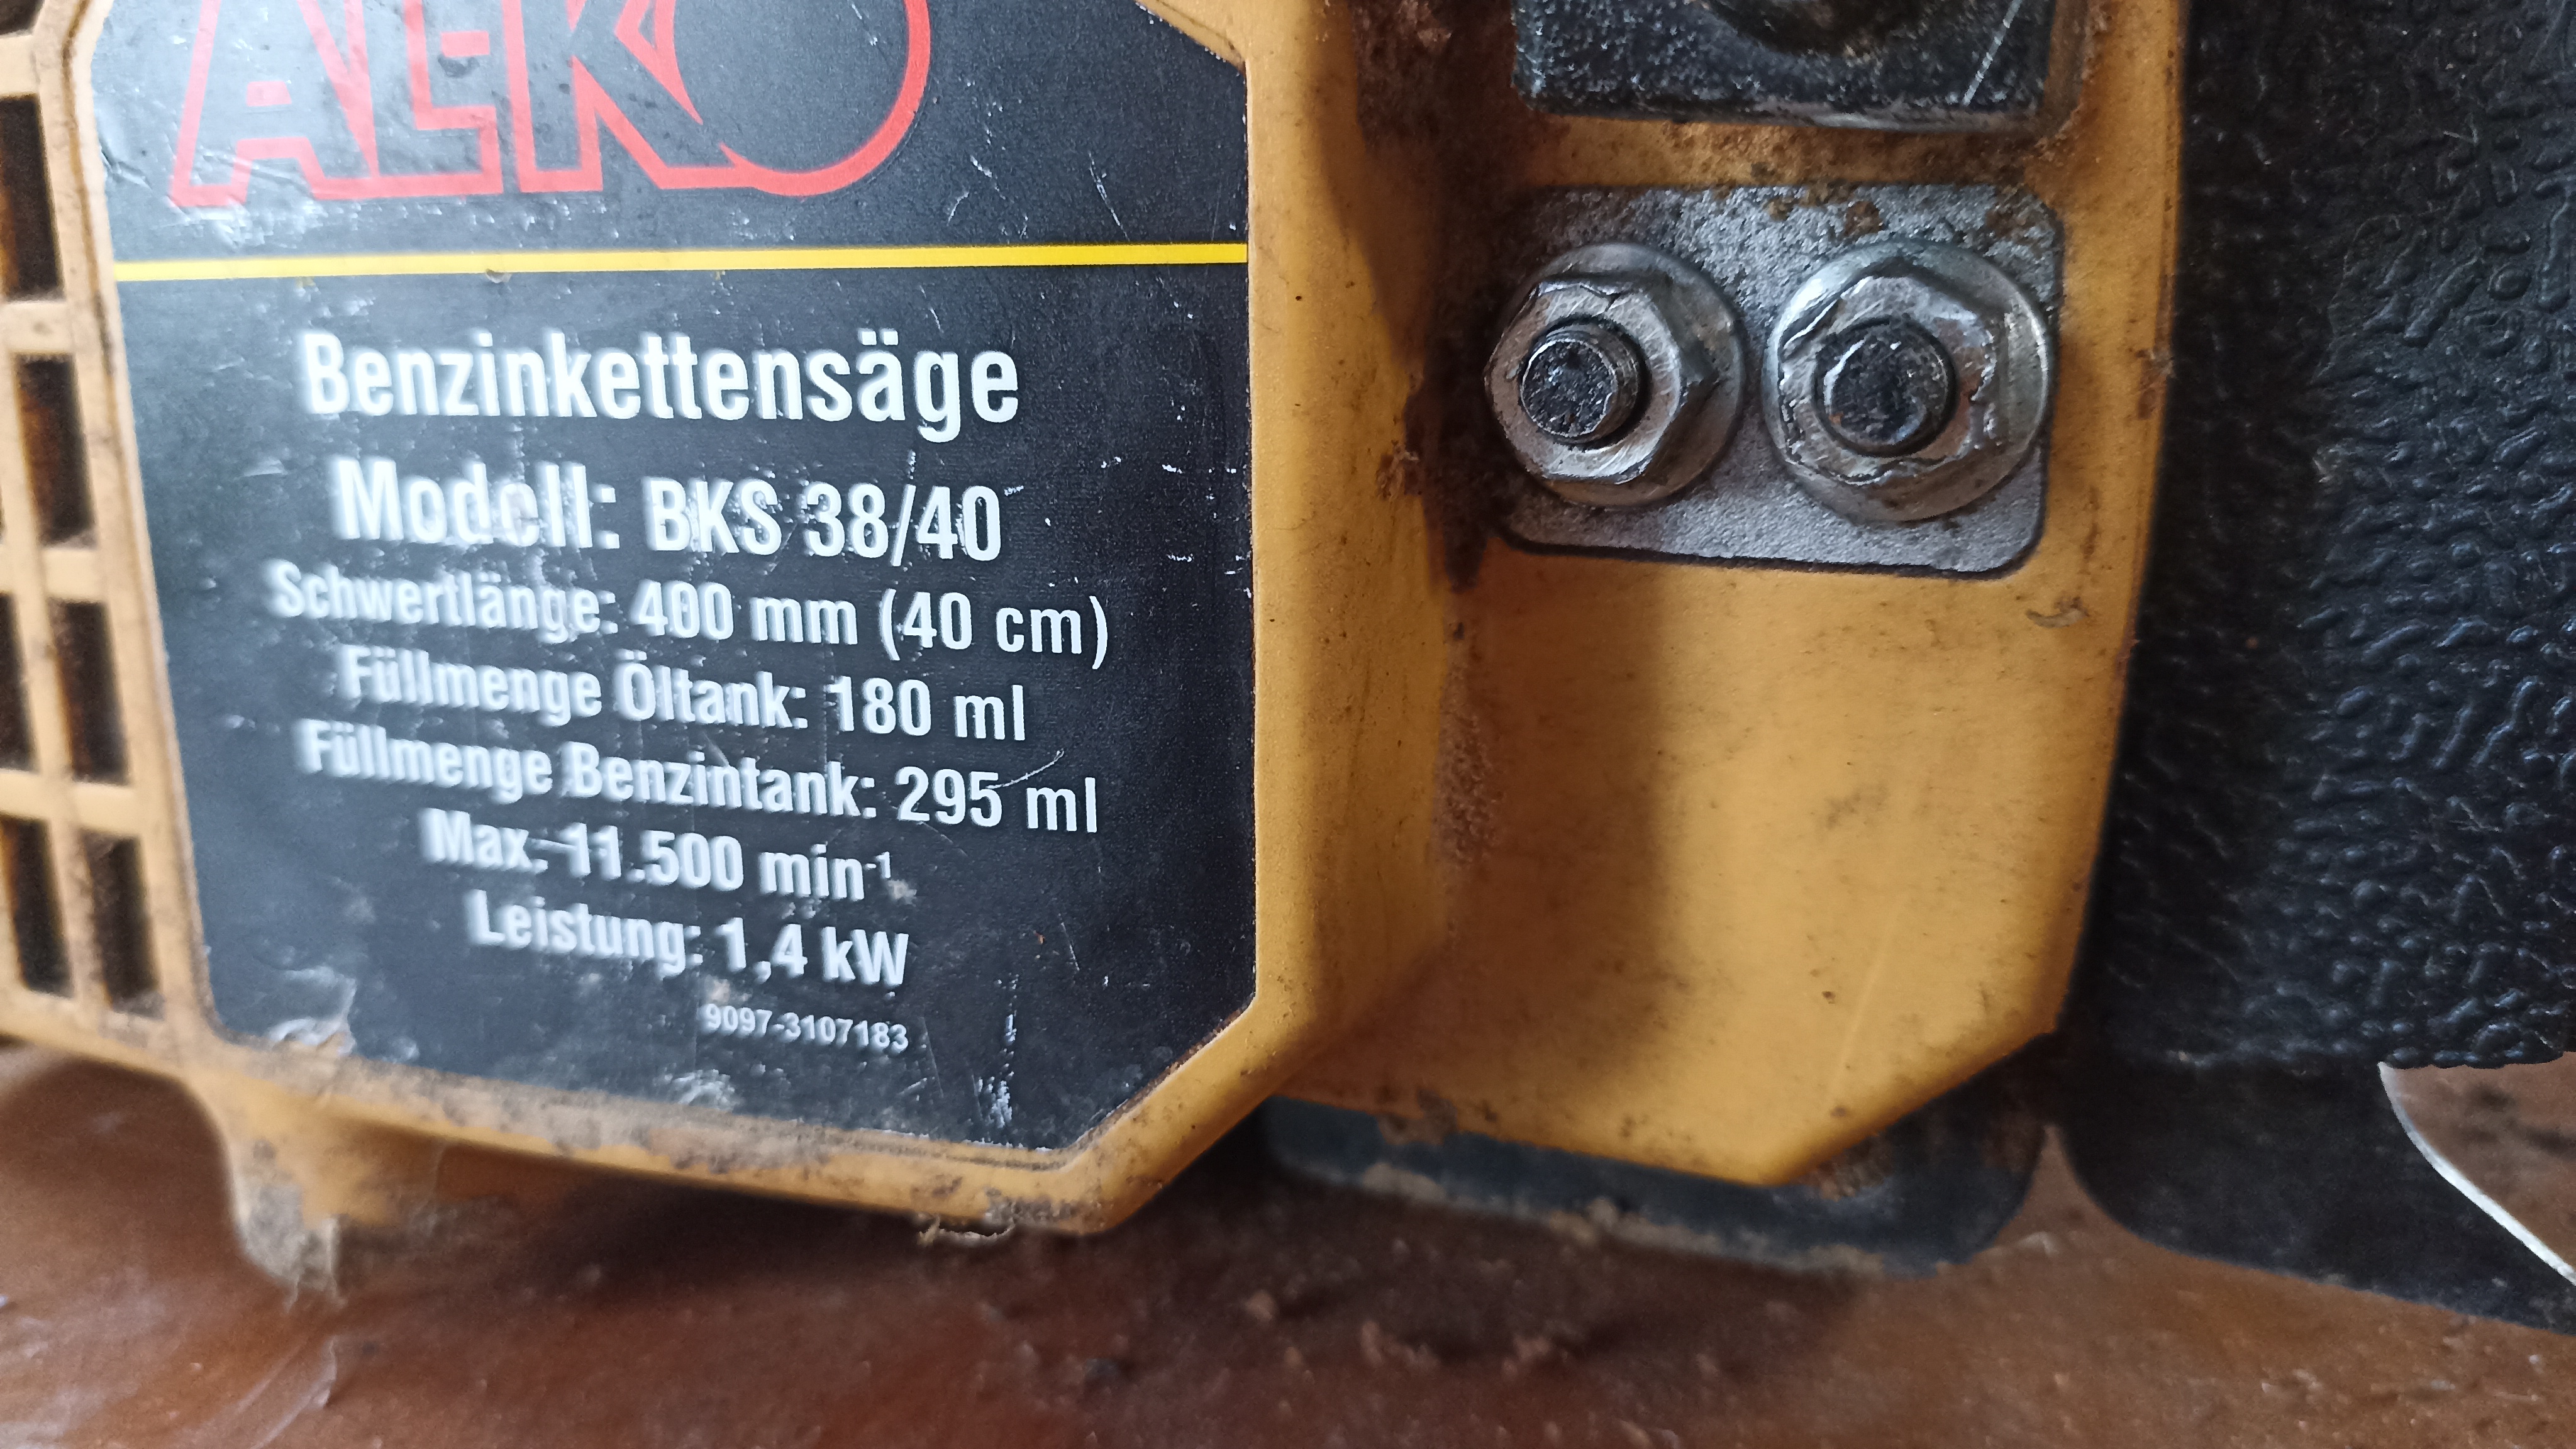 AL-KO
Benzinkettensäge
Modell: BKS 38/40
Schwertlänge: 400 mm (40 cm)
Füllmenge Öltank: 180 ml
Füllmenge Benzintank: 295 ml
Max. 11.500 min-1
Leistung: 1,4 kW
9097-3107183